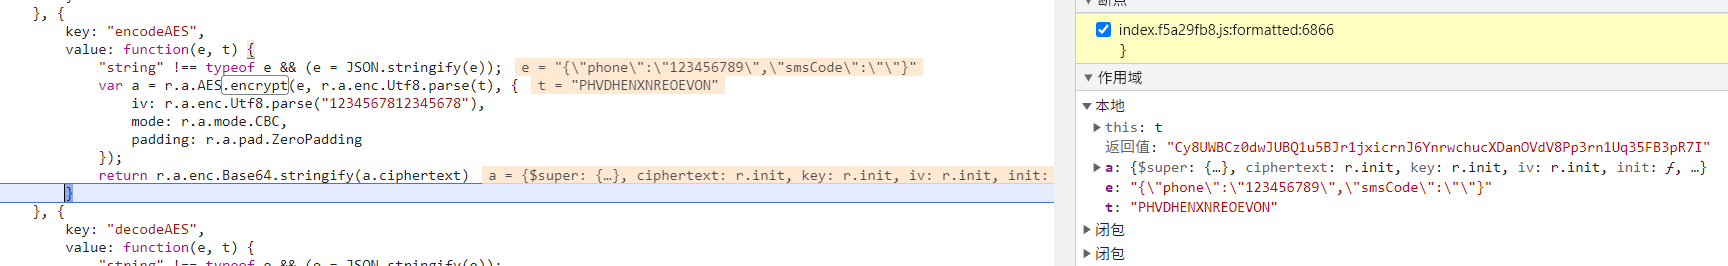 }, {
key: "encodeAES",
value: function(e, t) {
"string" !== typeof e && (e = JSON.stringify(e)); e = "{\"phone\":\"123456789\",\"smsCode\":\"\"}"
var a = r.a.AES.encrypt(e, r.a.enc.Utf8.parse(t), { t = "PHVDHENXNREOEVON"
iv: r.a.enc.Utf8.parse("1234567812345678"),
mode: r.a.mode.CBC,
padding: r.a.pad.ZeroPadding
});
return r.a.enc.Base64.stringify(a.ciphertext) a = {$super: {…}, ciphertext: r.init, key: r.init, iv: r.init, init:
}
}, {
key: "decodeAES",
value: function(e, t) {
"string" !== typeof e && (e = JSON.stringify(e));
断点
index.f5a29fb8.js:formatted:6866
}
作用域
本地
this: t
返回值: "Cy8UWBCz0dwJUBQ1u5BJr1jxicrnJ6YnrwchucXDanOVdV8Pp3rn1Uq35FB3pR7I"
a: {$super: {…}, ciphertext: r.init, key: r.init, iv: r.init, init: ƒ, …}
e: "{\"phone\":\"123456789\",\"smsCode\":\"\"}"
t: "PHVDHENXNREOEVON"
闭包
闭包